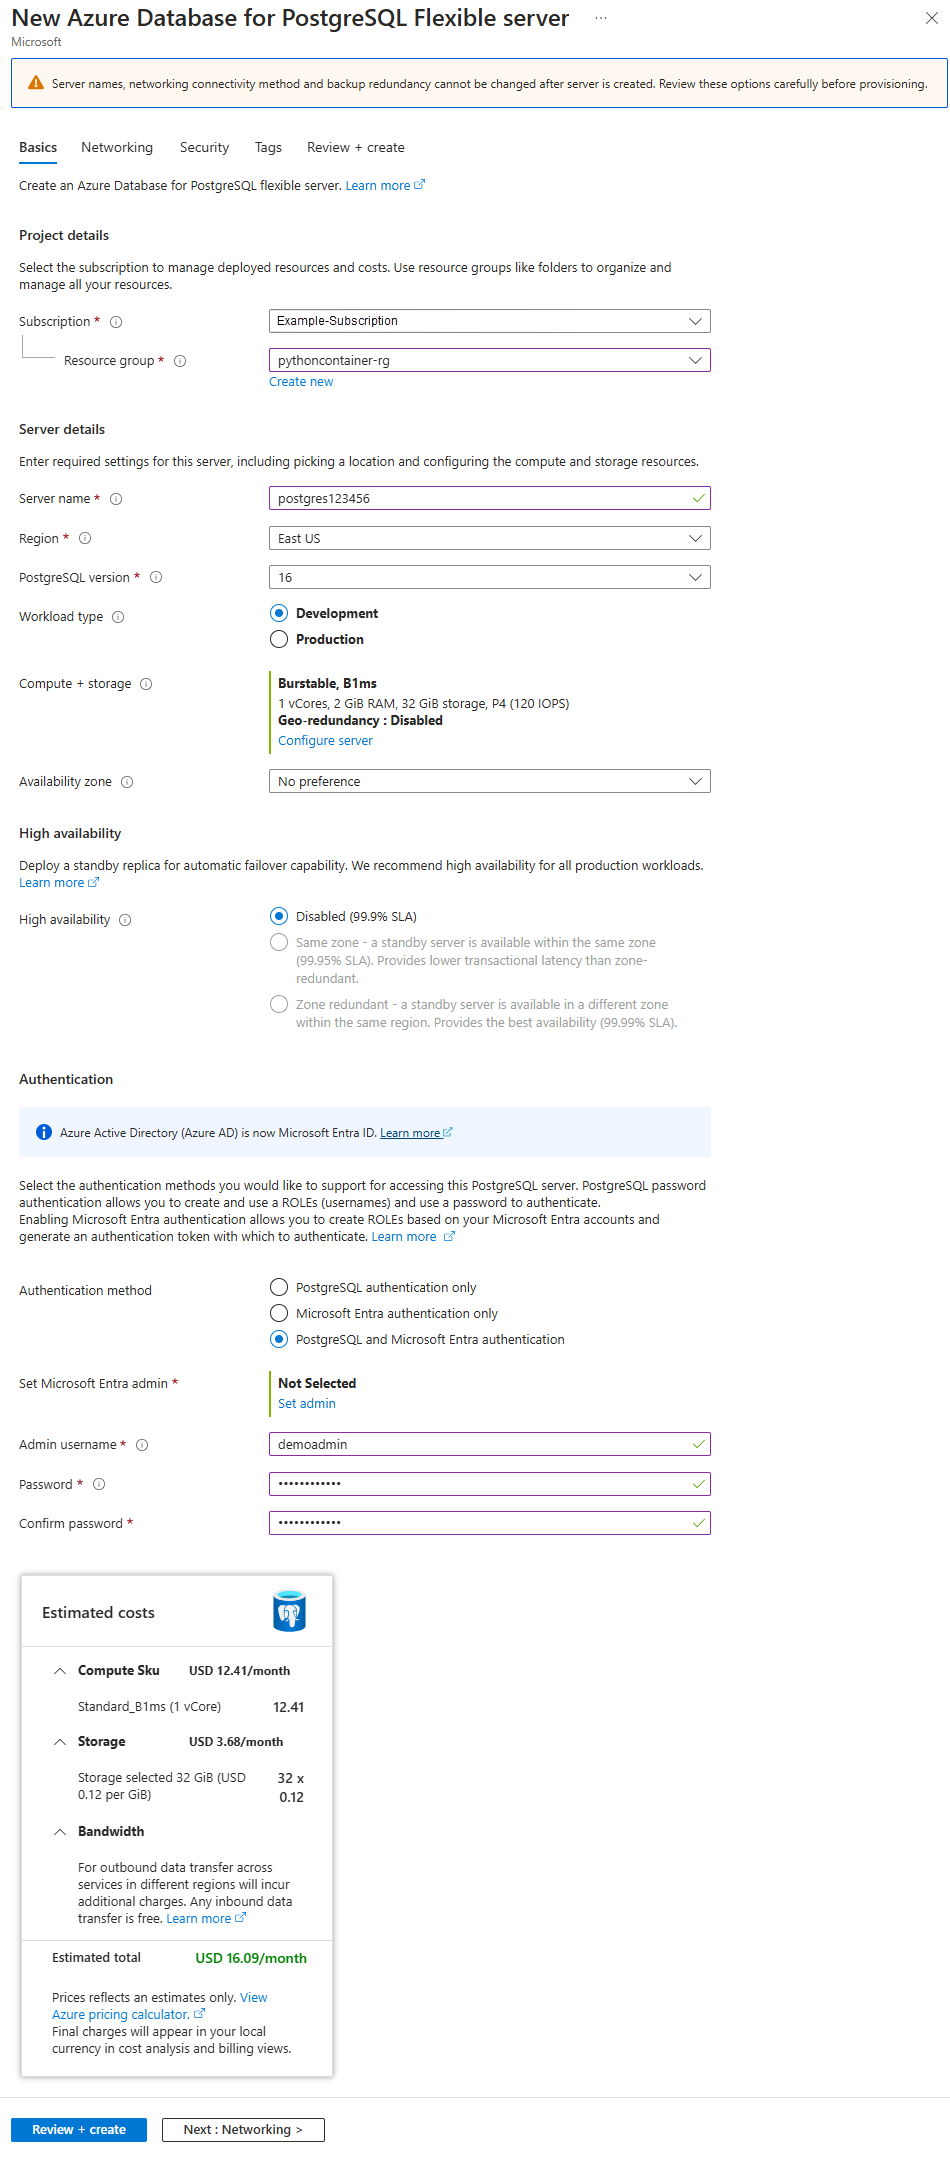 New Azure Database for PostgreSQL Flexible server ...
Microsoft
Server names, networking connectivity method and backup redundancy cannot be changed after server is created. Review these options carefully before provisioning.
Basics Networking Security Tags Review + create
Create an Azure Database for PostgreSQL flexible server. Learn more
Project details
Select the subscription to manage deployed resources and costs. Use resource groups like folders to organize and
manage all your resources.
Subscription * Example-Subscription
Resource group * pythoncontainer-rg
Create new
Server details
Enter required settings for this server, including picking a location and configuring the compute and storage resources.
Server name * postgres123456
Region * East US
PostgreSQL version * 16
Workload type Development
Production
Compute + storage Burstable, B1ms
1 vCores, 2 GiB RAM, 32 GiB storage, P4 (120 IOPS)
Geo-redundancy : Disabled
Configure server
Availability zone No preference
High availability
Deploy a standby replica for automatic failover capability. We recommend high availability for all production workloads.
Learn more
High availability Disabled (99.9% SLA)
Same zone - a standby server is available within the same zone
(99.95% SLA). Provides lower transactional latency than zone-
redundant.
Zone redundant - a standby server is available in a different zone
within the same region. Provides the best availability (99.99% SLA).
Authentication
Azure Active Directory (Azure AD) is now Microsoft Entra ID. Learn more
Select the authentication methods you would like to support for accessing this PostgreSQL server. PostgreSQL password
authentication allows you to create and use a ROLEs (usernames) and use a password to authenticate.
Enabling Microsoft Entra authentication allows you to create ROLEs based on your Microsoft Entra accounts and
generate an authentication token with which to authenticate. Learn more
Authentication method PostgreSQL authentication only
Microsoft Entra authentication only
PostgreSQL and Microsoft Entra authentication
Set Microsoft Entra admin * Not Selected
Set admin
Admin username * demoadmin
Password * ••••••••••••
Confirm password * ••••••••••••
Estimated costs
Compute Sku USD 12.41/month
Standard_B1ms (1 vCore) 12.41
Storage USD 3.68/month
Storage selected 32 GiB (USD 32 x
0.12 per GiB) 0.12
Bandwidth
For outbound data transfer across
services in different regions will incur
additional charges. Any inbound data
transfer is free. Learn more
Estimated total USD 16.09/month
Prices reflects an estimates only. View
Azure pricing calculator.
Final charges will appear in your local
currency in cost analysis and billing views.
Review + create Next : Networking >